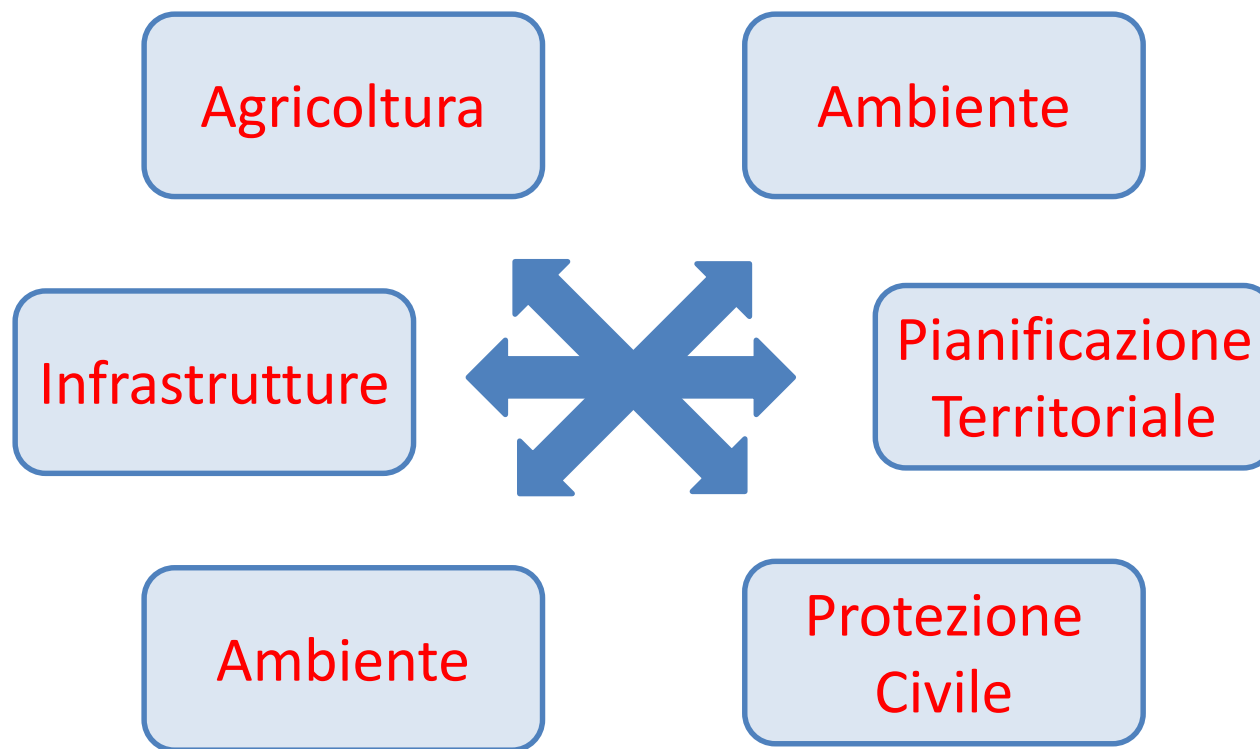 Agricoltura
Ambiente
Infrastrutture
Pianificazione
Territoriale
Ambiente
Protezione
Civile